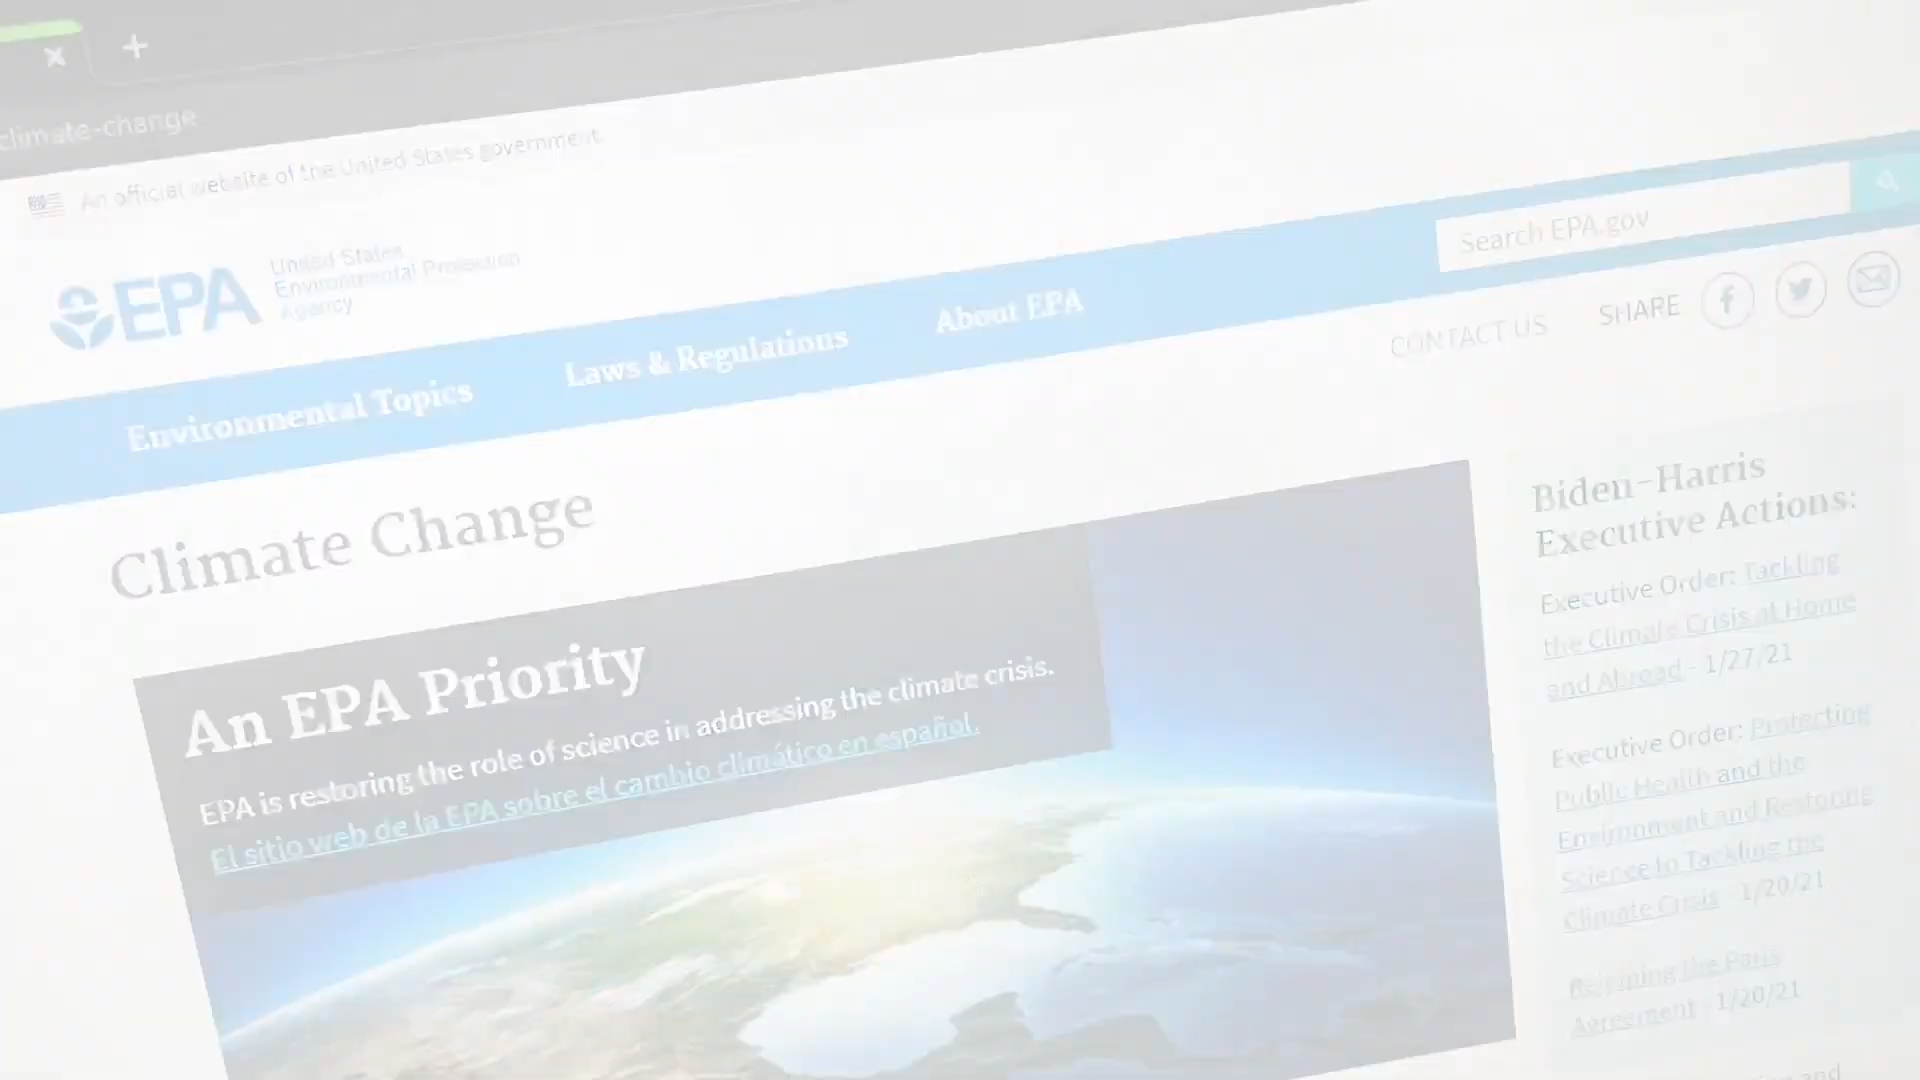 climate-change
An official website of the United States government.
EPA
United States
Environmental Protection
Agency
Search EPA.gov
Environmental Topics
Laws & Regulations
About EPA
CONTACT US
SHARE
Climate Change
An EPA Priority
EPA is restoring the role of science in addressing the climate crisis.
El sitio web de la EPA sobre el cambio climático en español.
Biden-Harris
Executive Actions:
Executive Order: Tackling
the Climate Crisis at Home
and Abroad - 1/27/21
Executive Order: Protecting
Public Health and the
Environment and Restoring
Science to Tackling the
Climate Crisis - 1/20/21
Rejoining the Paris
Agreement - 1/20/21
and